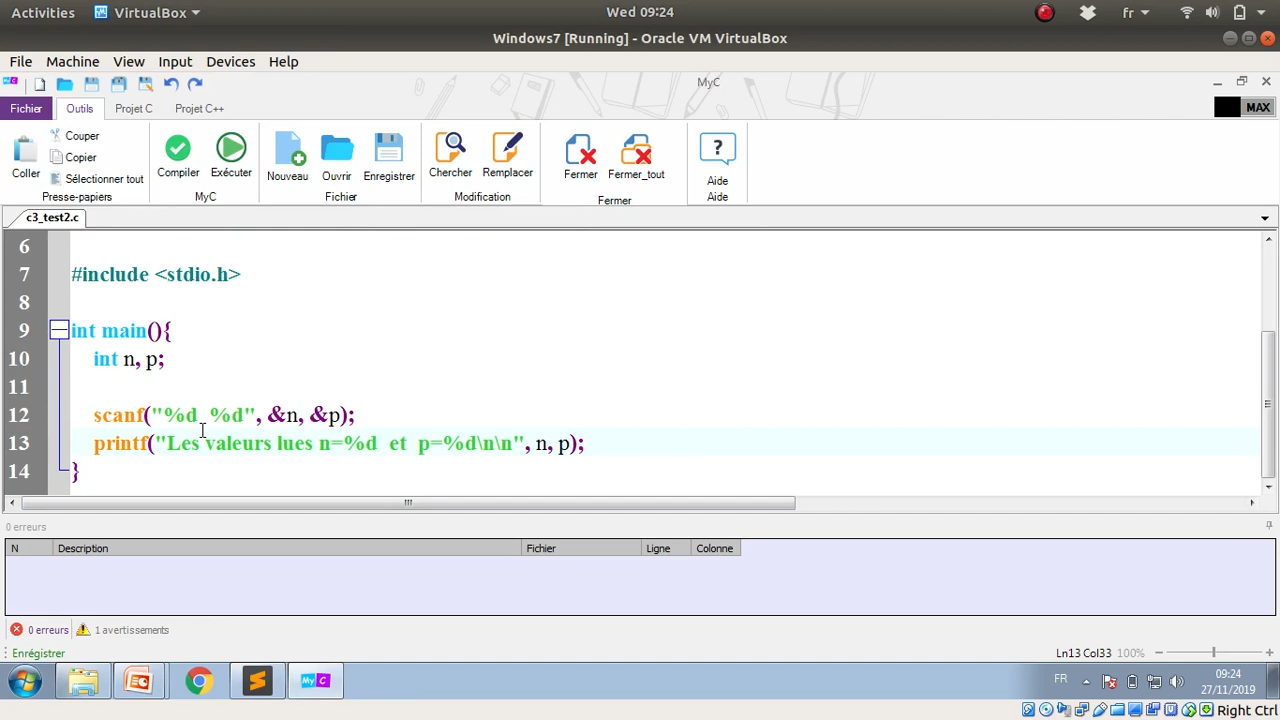 Activities VirtualBox Wed 09:24 fr
Windows7 [Running] - Oracle VM VirtualBox
File Machine View Input Devices Help
MyC MyC
Fichier Outils Projet C Projet C++ MAX
Coller Couper Copier Sélectionner tout
Presse-papiers
Compiler Exécuter
MyC
Nouveau Ouvrir Enregistrer
Fichier
Chercher Remplacer
Modification
Fermer Fermer_tout
Fermer
? Aide
Aide
c3_test2.c
6
7 #include <stdio.h>
8
9 int main(){
10 int n, p;
11
12 scanf("%d_%d", &n, &p);
13 printf("Les valeurs lues n=%d  et  p=%d\n\n", n, p);
14 }
0 erreurs
N Description Fichier Ligne Colonne
0 erreurs 1 avertissements
Enrégistrer Ln13 Col33 100%
MyC FR 09:24
27/11/2019
Right Ctrl